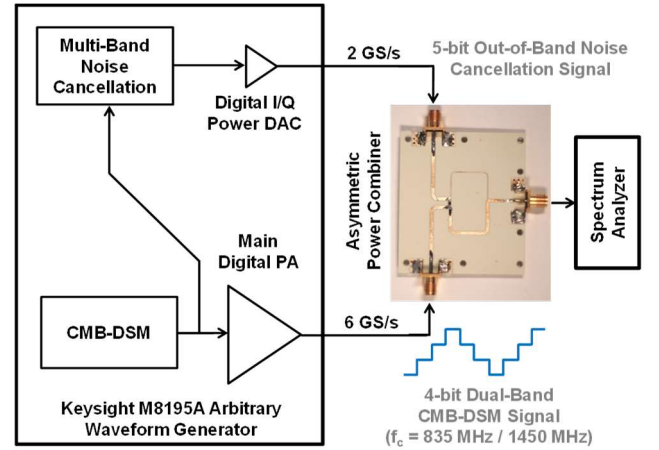 Multi-Band
Noise
Cancellation
Digital I/Q
Power DAC
2 GS/s
5-bit Out-of-Band Noise
Cancellation Signal
Asymmetric
Power Combiner
Spectrum
Analyzer
Main
Digital PA
CMB-DSM
6 GS/s
Keysight M8195A Arbitrary
Waveform Generator
4-bit Dual-Band
CMB-DSM Signal
(fc = 835 MHz / 1450 MHz)